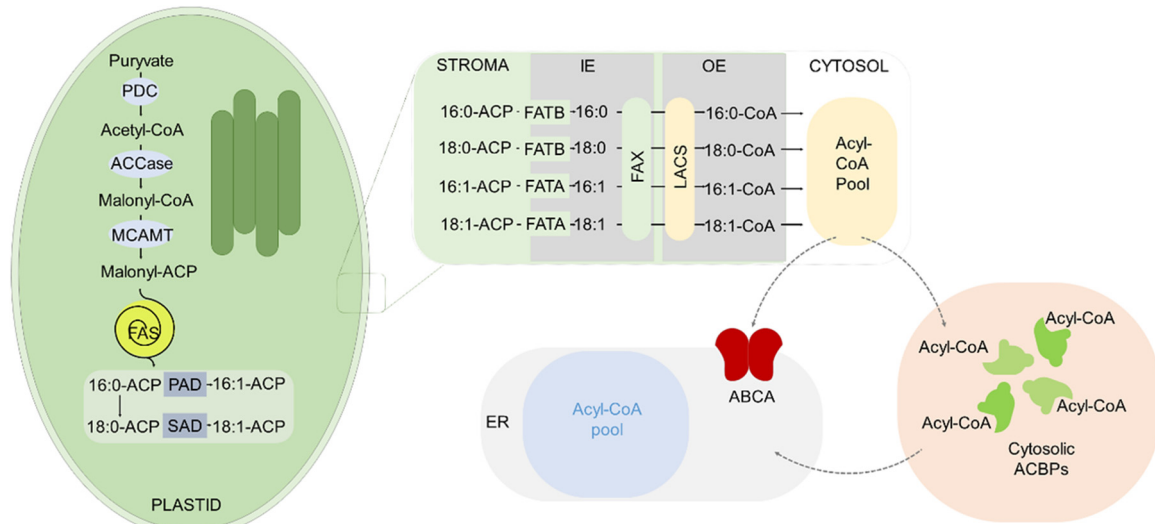 Puryvate
PDC
Acetyl-CoA
ACCase
Malonyl-CoA
MCAMT
Malonyl-ACP
FAS
16:0-ACP PAD 16:1-ACP
18:0-ACP SAD 18:1-ACP
PLASTID
STROMA IE OE CYTOSOL
16:0-ACP FATB 16:0 16:0-CoA
18:0-ACP FATB 18:0 18:0-CoA
16:1-ACP FATA 16:1 16:1-CoA
18:1-ACP FATA 18:1 18:1-CoA
FAX
LACS
Acyl-
CoA
Pool
ABCA
ER
Acyl-CoA
pool
Acyl-CoA
Acyl-CoA
Acyl-CoA
Acyl-CoA
Cytosolic
ACBPs